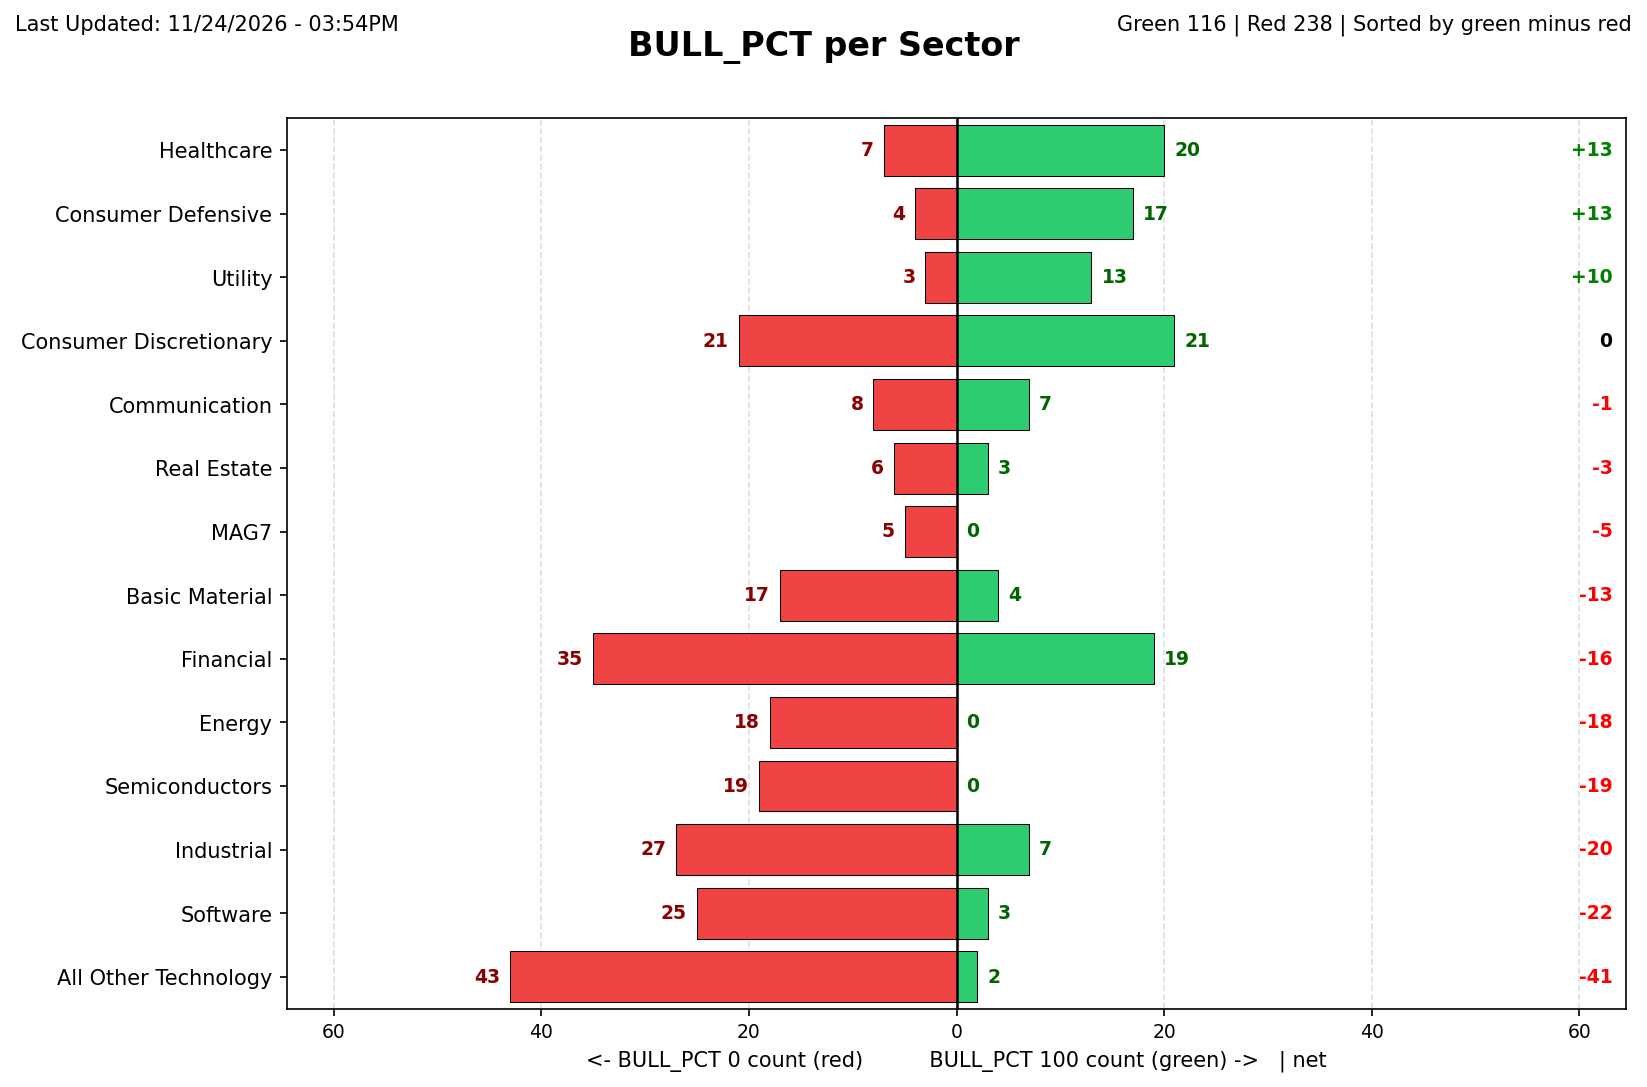 Last Updated: 11/24/2026 - 03:54PM
Green 116 | Red 238 | Sorted by green minus red
BULL_PCT per Sector
Healthcare 7 20 +13
Consumer Defensive 4 17 +13
Utility 3 13 +10
Consumer Discretionary 21 21 0
Communication 8 7 -1
Real Estate 6 3 -3
MAG7 5 0 -5
Basic Material 17 4 -13
Financial 35 19 -16
Energy 18 0 -18
Semiconductors 19 0 -19
Industrial 27 7 -20
Software 25 3 -22
All Other Technology 43 2 -41
60 40 20 0 20 40 60
<- BULL_PCT 0 count (red) BULL_PCT 100 count (green) -> | net